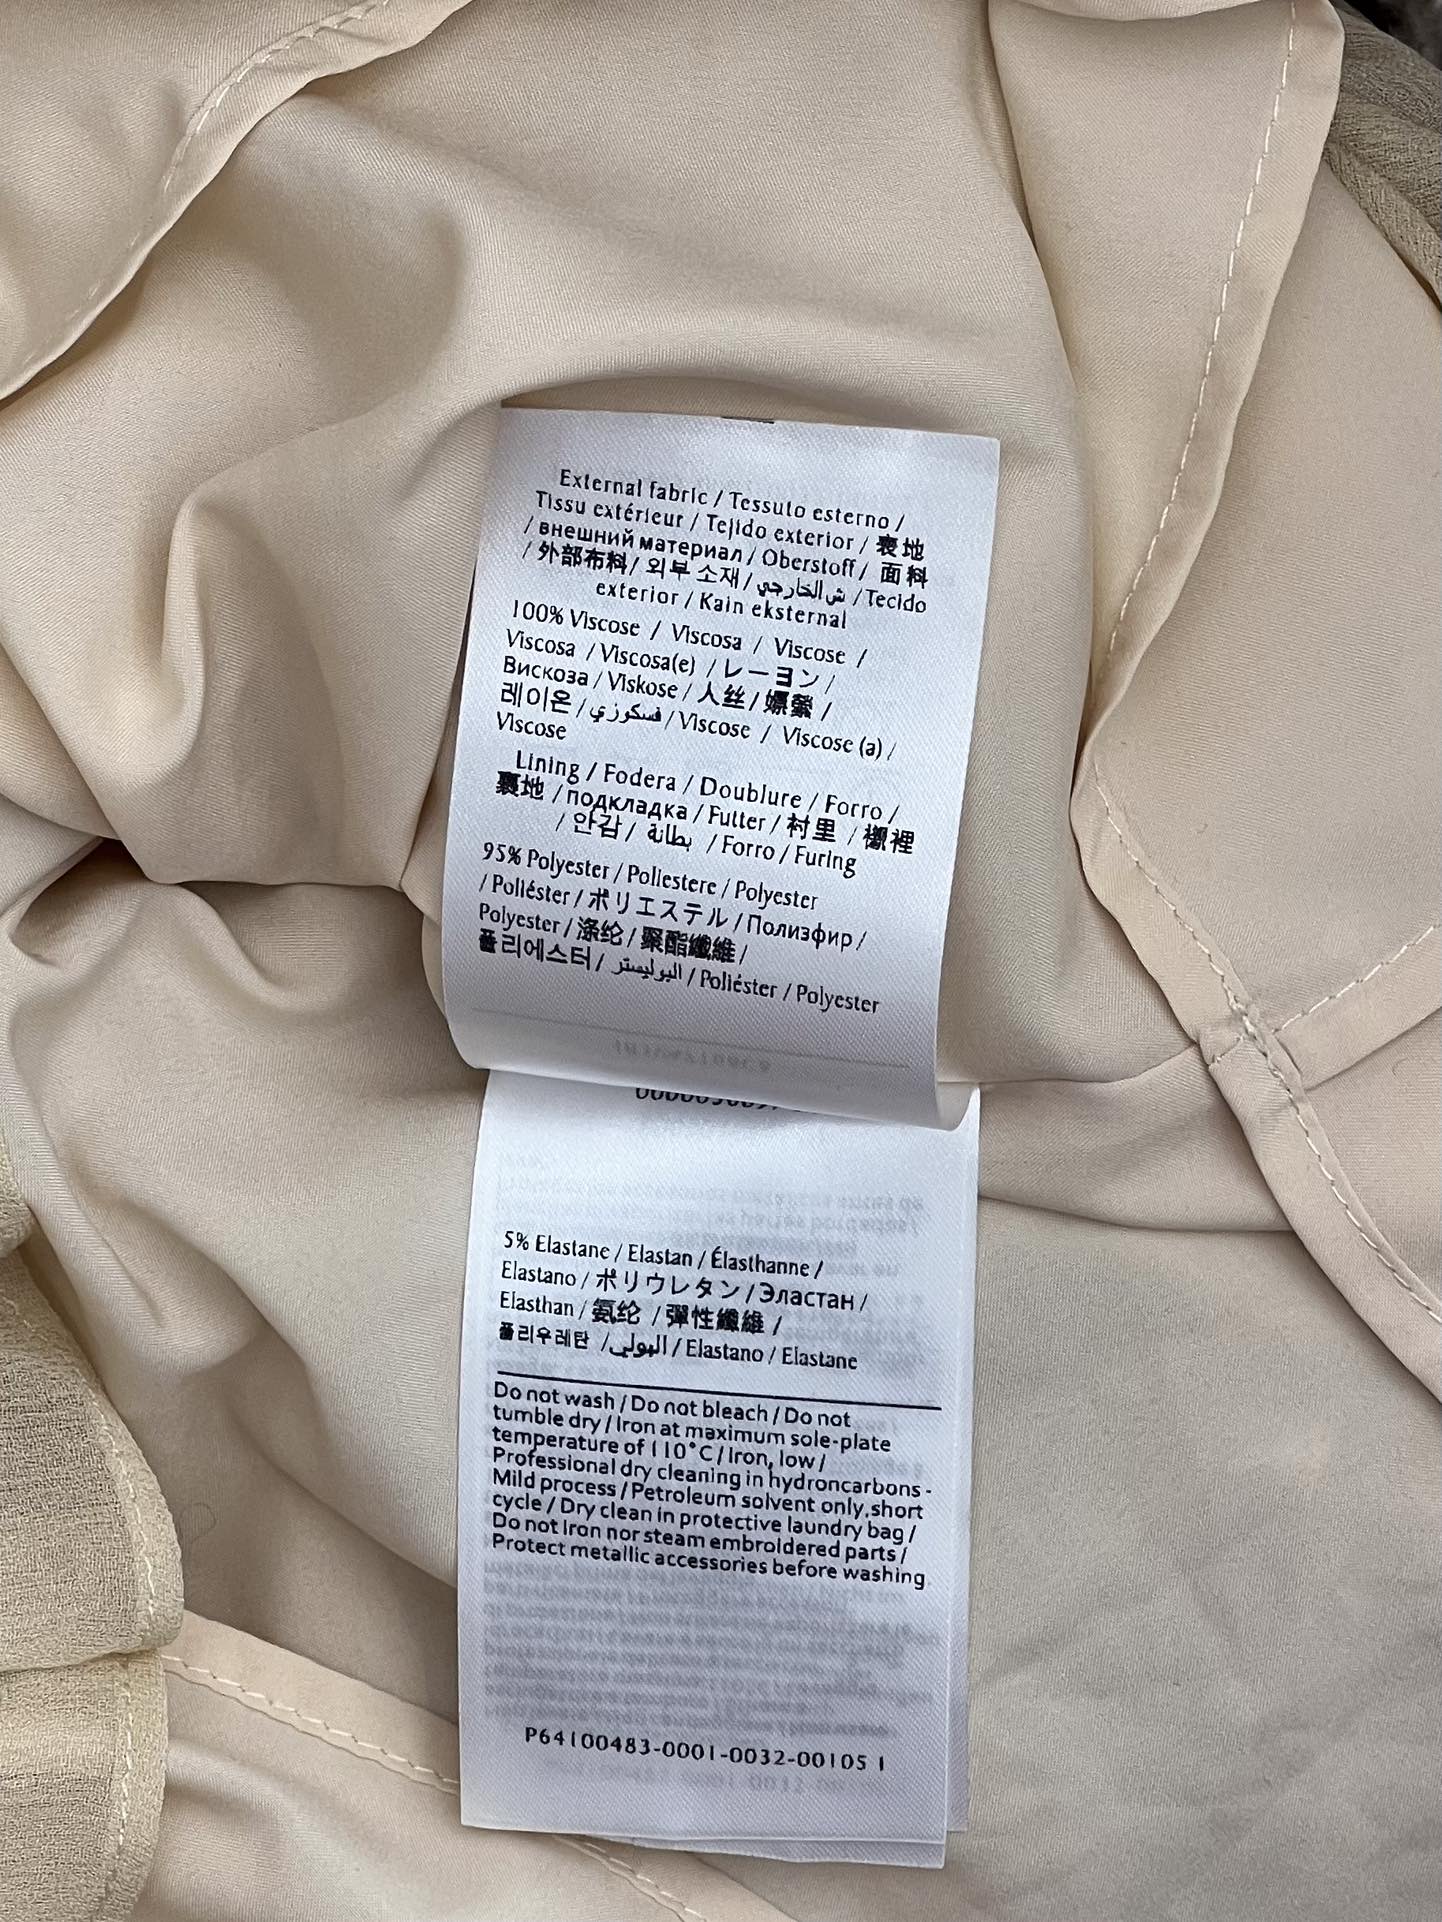 External fabric / Tessuto esterno /
Tissu extérieur / Tejido exterior / 表地
/ внешний материал / Oberstoff / 面料
/ 外部布料/ 외부 소재/ ش الخارجي / Tecido
exterior / Kain eksternal
100% Viscose / Viscosa / Viscose /
Viscosa / Viscosa(e) / レーヨン /
Вискоза / Viskose / 人丝/ 嫘縈 /
레이온 / فسكوزي / Viscose / Viscose (a) /
Viscose
Lining / Fodera / Doublure / Forro /
裏地 / подкладка / Futter / 村里 / 襯裡
/ 안감 / بطانة / Forro / Furing
95% Polyester / Poliestere / Polyester
/ Poliéster / ポリエステル / Полизфир /
Polyester / 涤纶 / 聚酯纖維 /
폴리에스터 / البوليستر / Poliéster / Polyester
5% Elastane / Elastan / Élasthanne /
Elastano / ポリウレタン / Эластан /
Elasthan / 氨纶 / 彈性纖維 /
폴리우레탄 / البولي / Elastano / Elastane
Do not wash / Do not bleach / Do not
tumble dry / Iron at maximum sole-plate
temperature of 110°C / Iron, low /
Professional dry cleaning in hydroncarbons -
Mild process / Petroleum solvent only,short
cycle / Dry clean in protective laundry bag /
Do not Iron nor steam embroidered parts /
Protect metallic accessories before washing
P64100483-0001-0032-00105 1